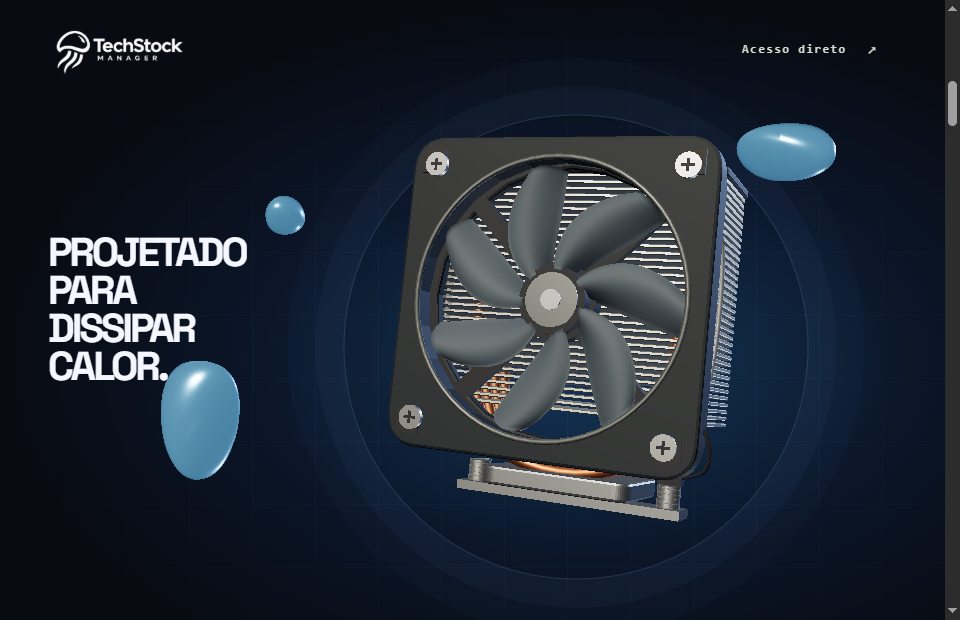 TechStock
MANAGER
Acesso direto ↗
PROJETADO
PARA
DISSIPAR
CALOR.